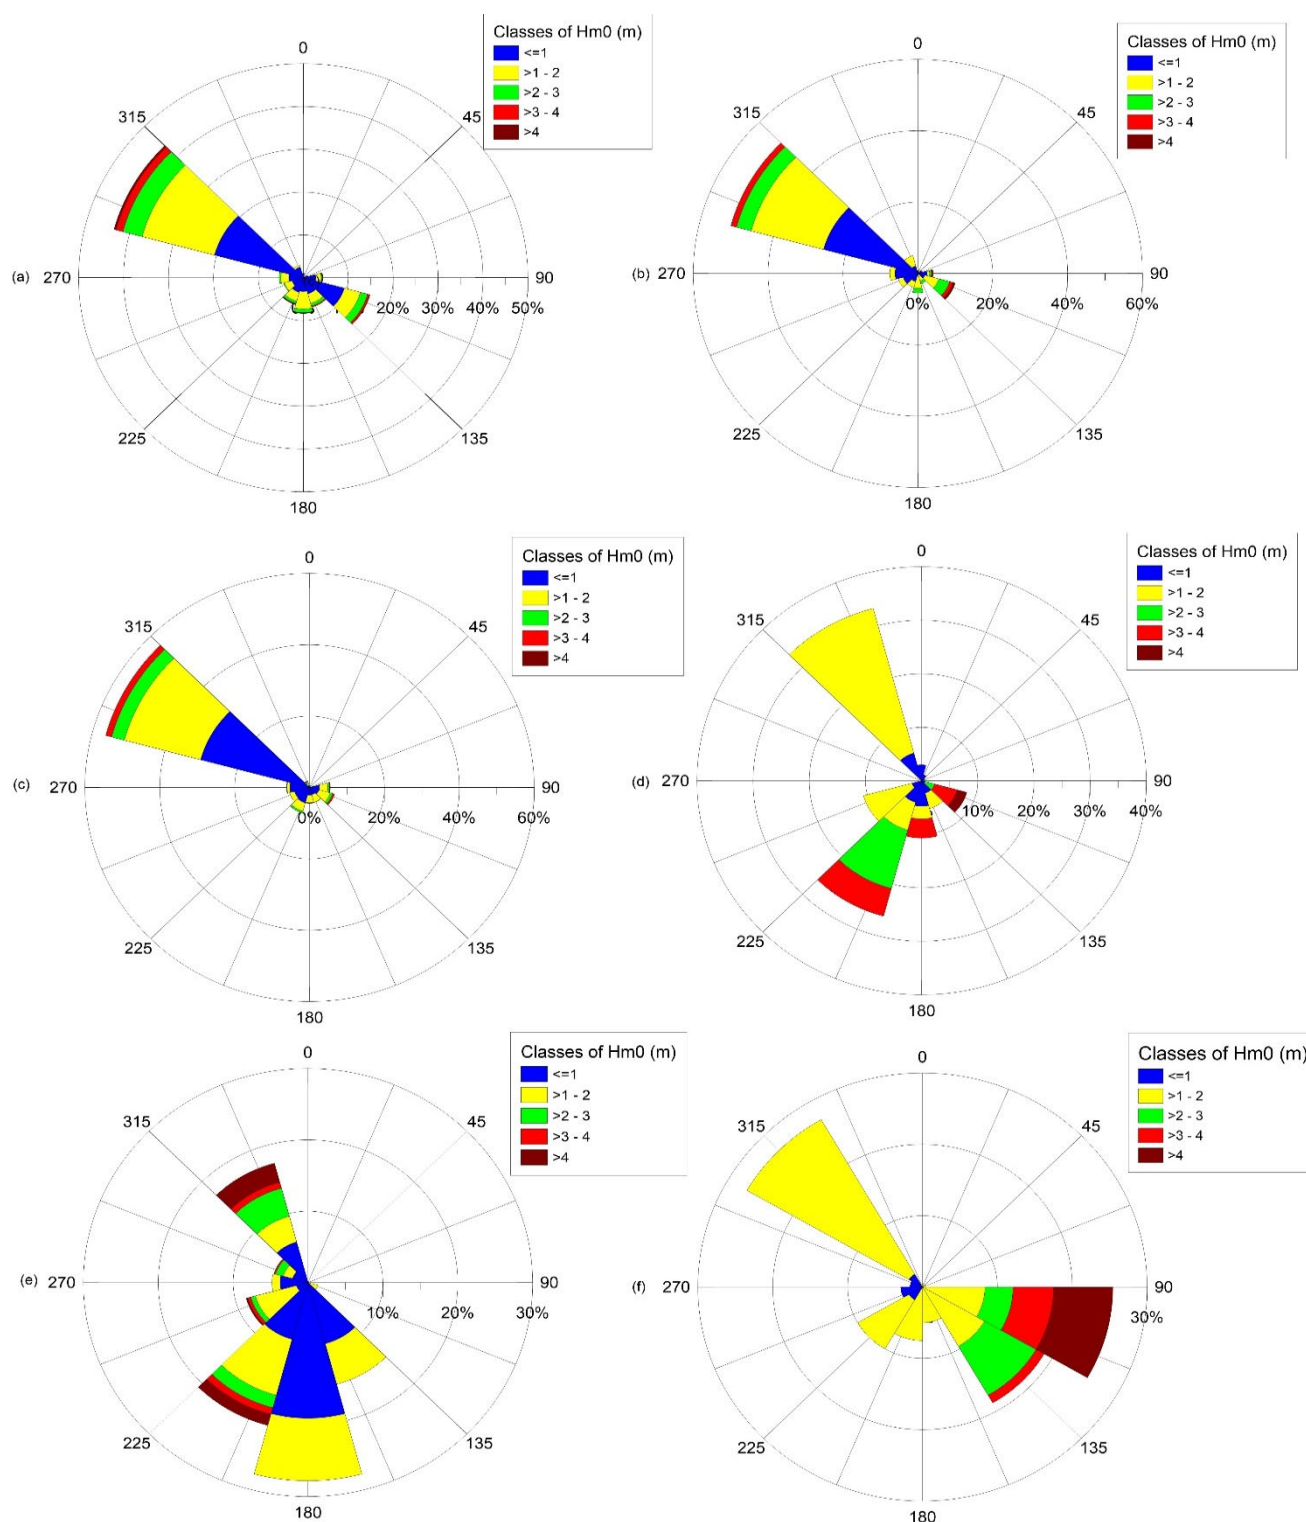 Classes of Hm0 (m)
<=1
>1 - 2
>2 - 3
>3 - 4
>4
0
45
315
(a) 270
20% 30% 40% 50%
90
225
135
180
Classes of Hm0 (m)
<=1
>1 - 2
>2 - 3
>3 - 4
>4
0
45
315
(b) 270
0% 20% 40% 60%
90
225
135
180
Classes of Hm0 (m)
<=1
>1 - 2
>2 - 3
>3 - 4
>4
0
45
315
(c) 270
0% 20% 40% 60%
90
225
135
180
Classes of Hm0 (m)
<=1
>1 - 2
>2 - 3
>3 - 4
>4
0
45
315
(d) 270
10% 20% 30% 40%
90
225
135
180
Classes of Hm0 (m)
<=1
>1 - 2
>2 - 3
>3 - 4
>4
0
45
315
(e) 270
10% 20% 30%
90
225
135
180
Classes of Hm0 (m)
<=1
>1 - 2
>2 - 3
>3 - 4
>4
0
45
315
(f) 270
30%
90
225
135
180